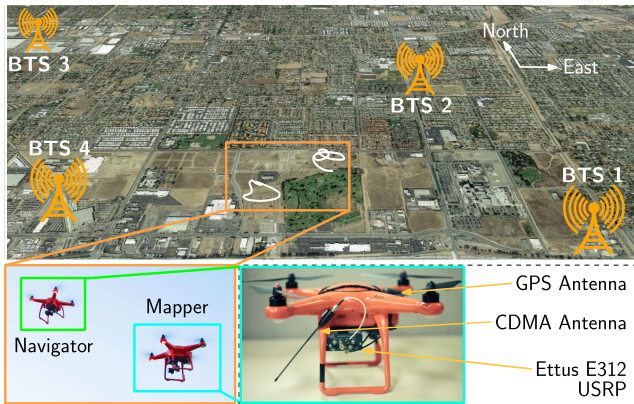 BTS 3
North
East
BTS 2
BTS 4
BTS 1
Mapper
Navigator
GPS Antenna
CDMA Antenna
Ettus E312
USRP